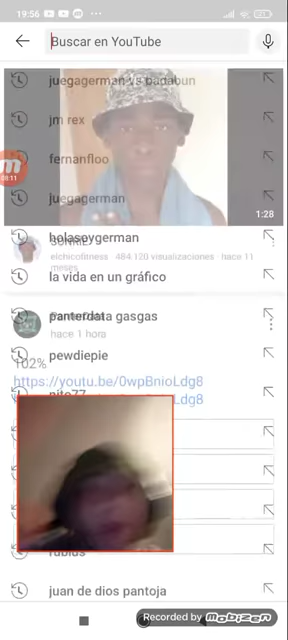 19:56
Buscar en YouTube
juegagerman vs badabun
jm rex
fernanfloo
08:11
juegagerman
1:28
holasoygerman
elchicofitness · 484.120 visualizaciones · hace 11
meses
la vida en un gráfico
panterdata gasgas
hace 1 hora
pewdiepie
102%
https://youtu.be/0wpBnioLdg8
rubius
juan de dios pantoja
Recorded by Mobizen